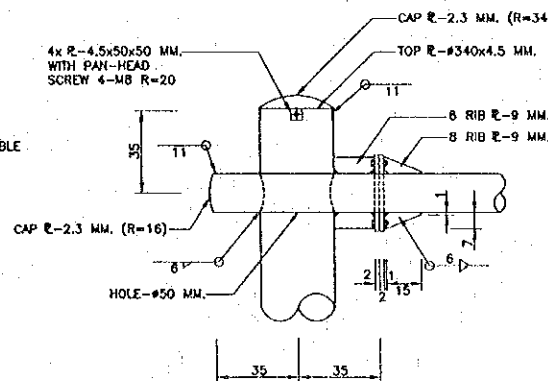 CAP ⅊-2.3 MM. (R=34
4x ⅊-4.5x50x50 MM.
WITH PAN-HEAD
SCREW 4-M8 R=20
TOP ⅊-ø340x4.5 MM.
11
6 RIB ⅊-9 MM.
8 RIB ⅊-9 MM.
35
BLE
11
CAP ⅊-2.3 MM. (R=16)
1
7
6
6
2
1
15
2
HOLE-ø50 MM.
35
35